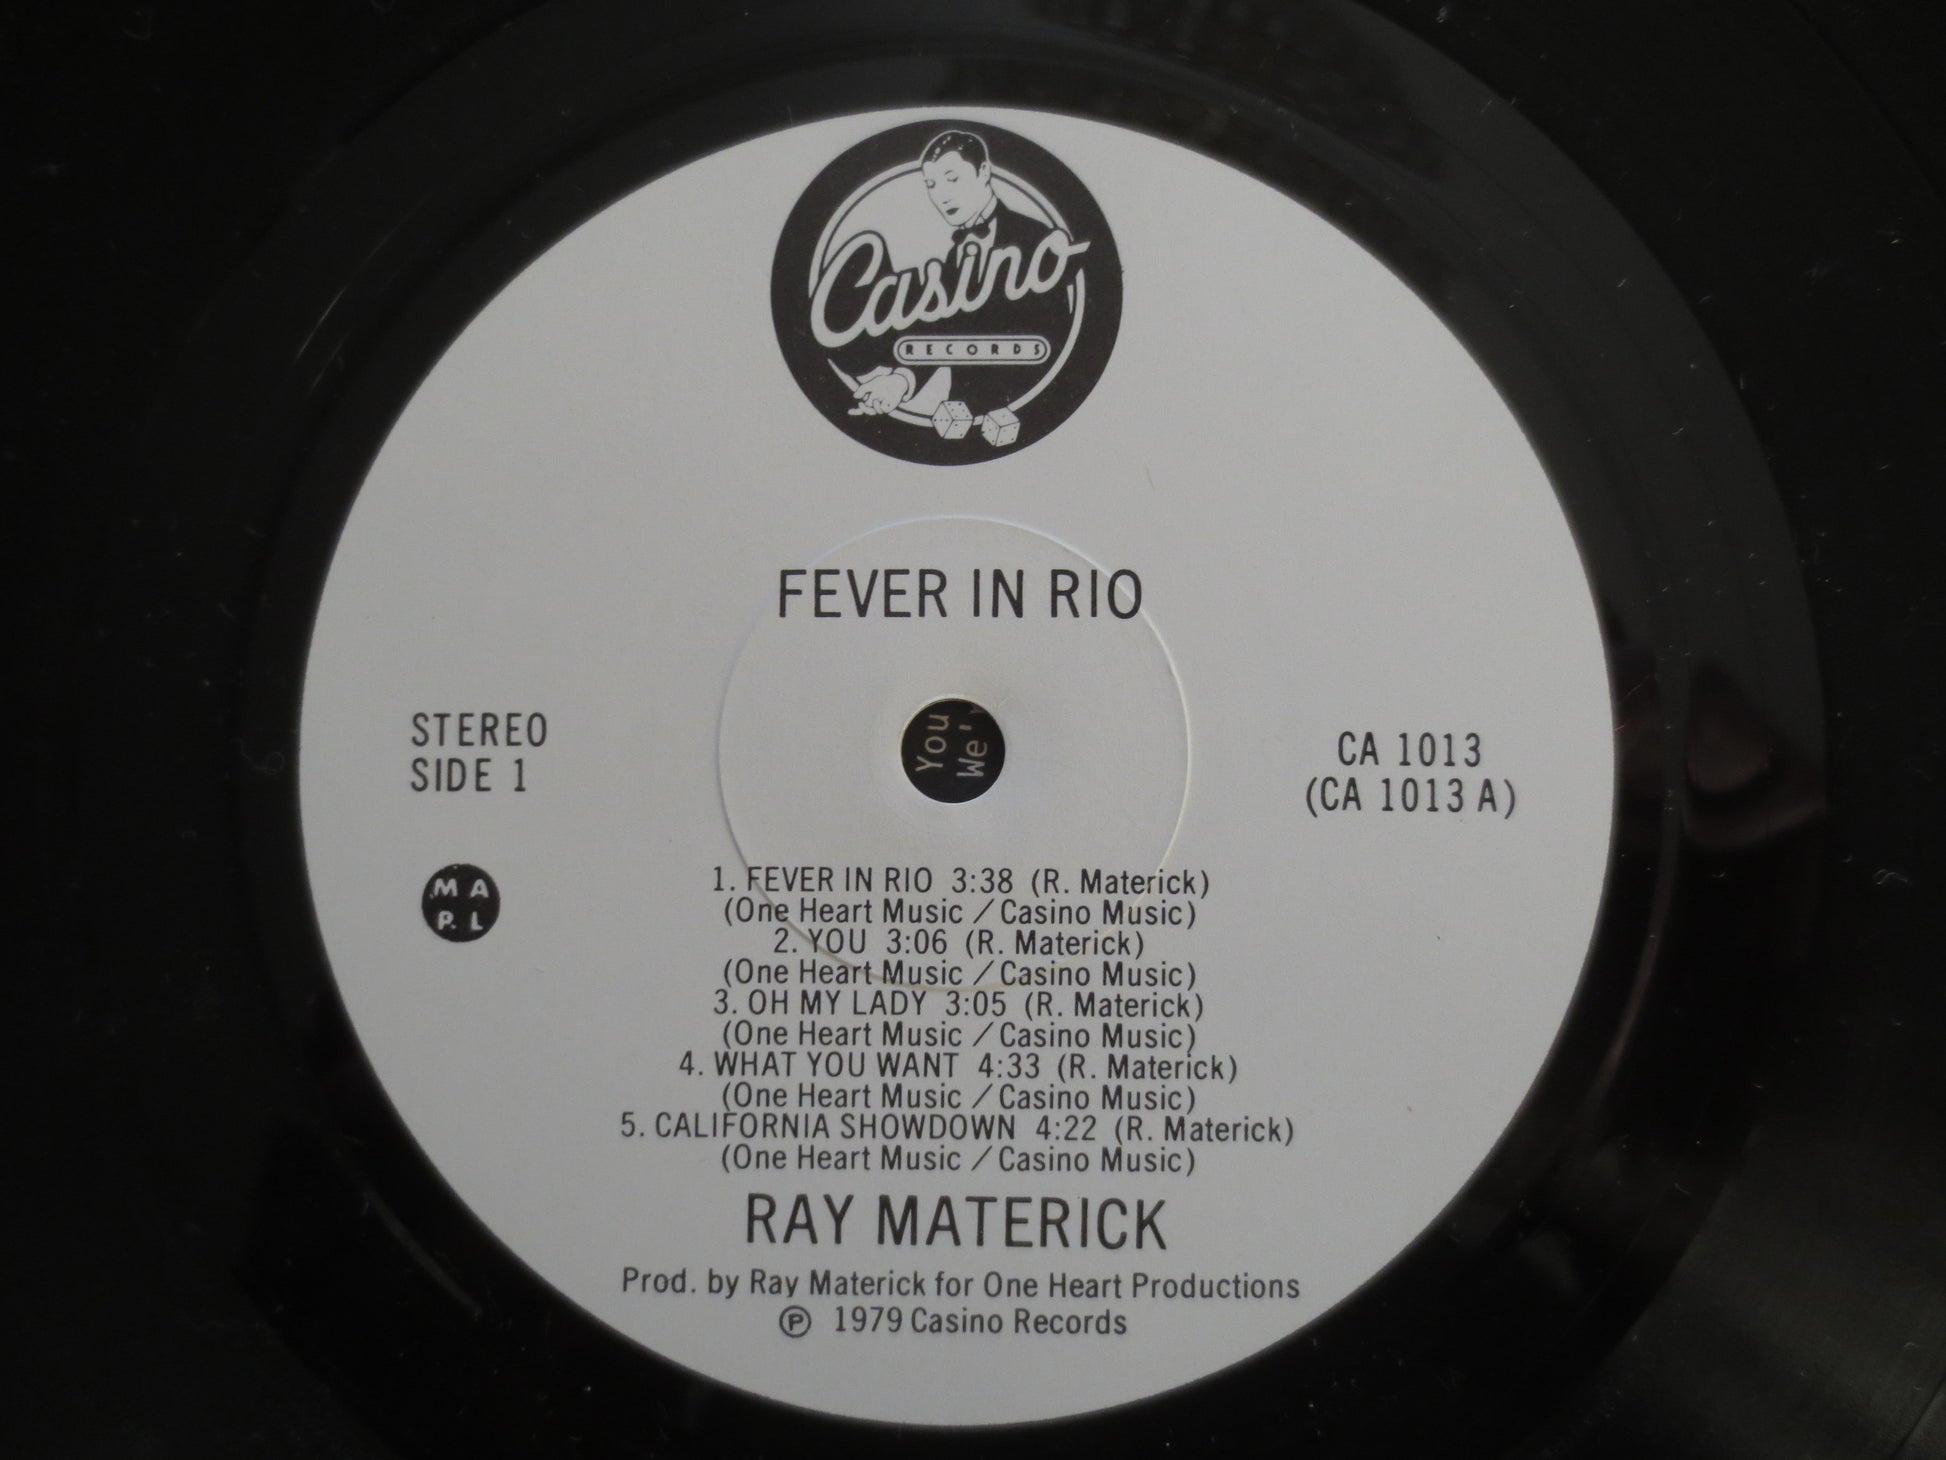 Casino
RECORDS
FEVER IN RIO
STEREO
SIDE 1
CA 1013
(CA 1013 A)
You
We'
M A
P. L
1. FEVER IN RIO 3:38 (R. Materick)
(One Heart Music / Casino Music)
2. YOU 3:06 (R. Materick)
(One Heart Music / Casino Music)
3. OH MY LADY 3:05 (R. Materick)
(One Heart Music / Casino Music)
4. WHAT YOU WANT 4:33 (R. Materick)
(One Heart Music / Casino Music)
5. CALIFORNIA SHOWDOWN 4:22 (R. Materick)
(One Heart Music / Casino Music)
RAY MATERICK
Prod. by Ray Materick for One Heart Productions
℗ 1979 Casino Records